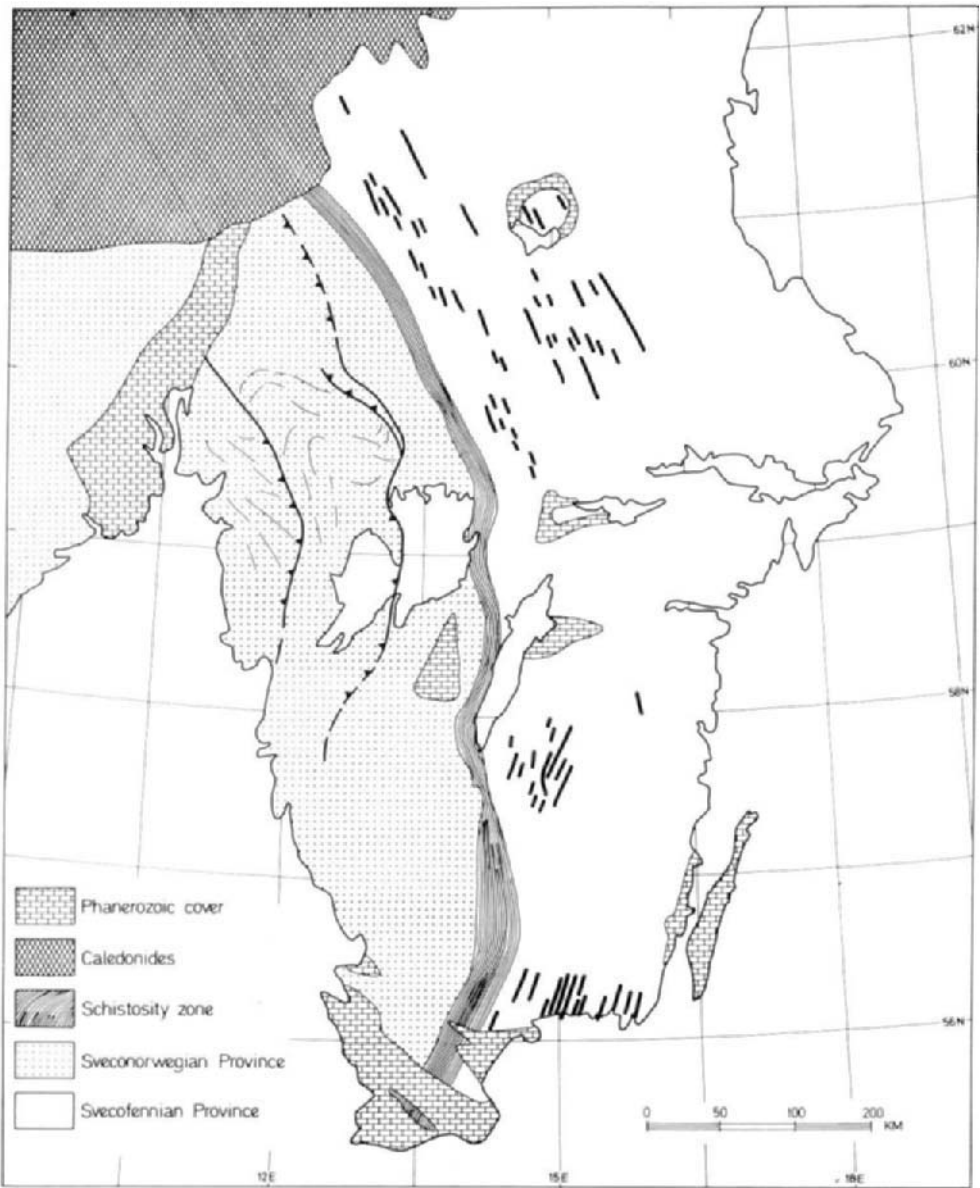 62N
60N
58N
56N
Phanerozoic cover
Caledonides
Schistosity zone
Sveconorwegian Province
Svecofennian Province
0 50 100 200
KM
12E 15E 18E